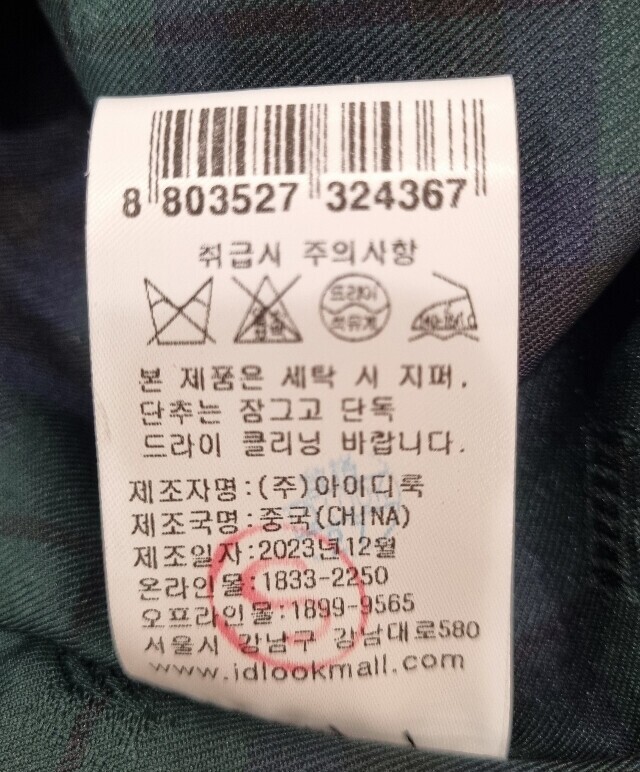 8 803527 324367
취급시 주의사항
드라이
석유계
본 제품은 세탁 시 지퍼,
단추는 잠그고 단독
드라이 클리닝 바랍니다.
제조자명:(주)아이디룩
제조국명:중국(CHINA)
제조일자:2023년12월
온라인몰:1833-2250
오프라인몰:1899-9565
서울시 강남구 강남대로580
www.idlookmall.com
S